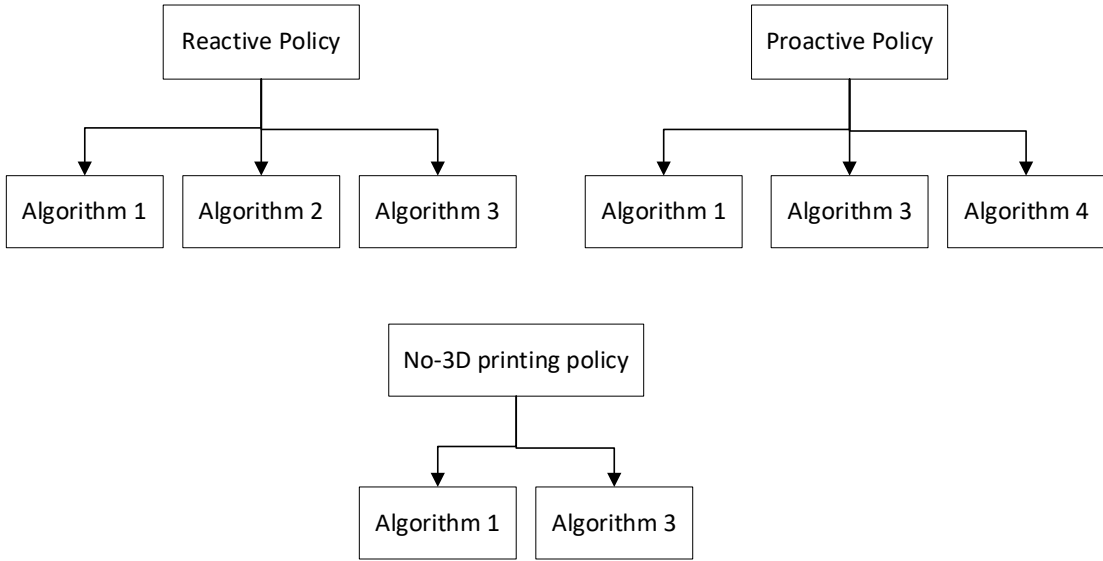 Reactive Policy
Proactive Policy
Algorithm 1
Algorithm 2
Algorithm 3
Algorithm 1
Algorithm 3
Algorithm 4
No-3D printing policy
Algorithm 1
Algorithm 3